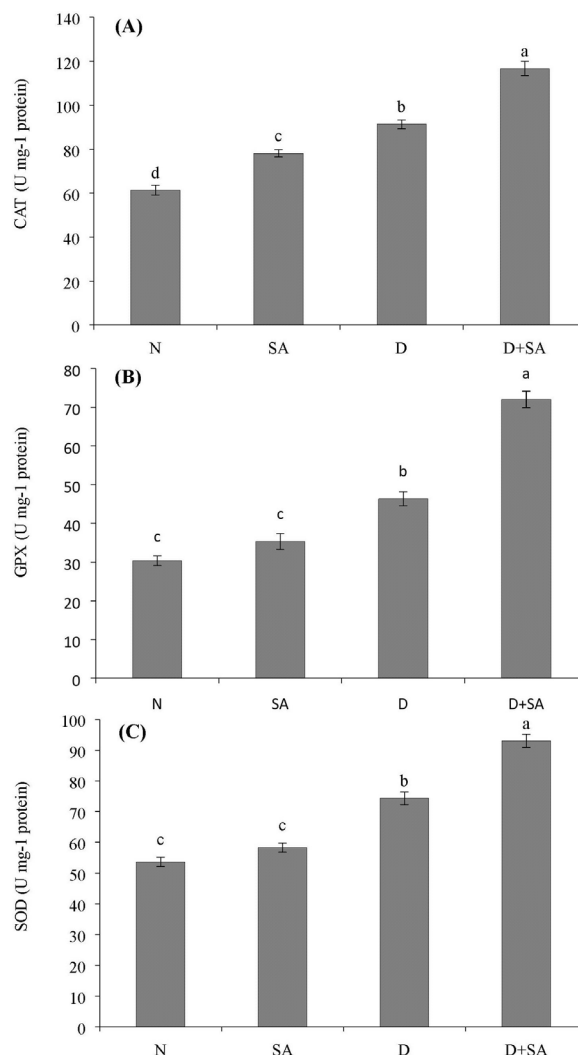 (A)
140
120
100
80
60
40
20
0
CAT (U mg-1 protein)
d
c
b
a
N SA D D+SA
(B)
80
70
60
50
40
30
20
10
0
GPX (U mg-1 protein)
c
c
b
a
N SA D D+SA
(C)
100
90
80
70
60
50
40
30
20
10
0
SOD (U mg-1 protein)
c
c
b
a
N SA D D+SA